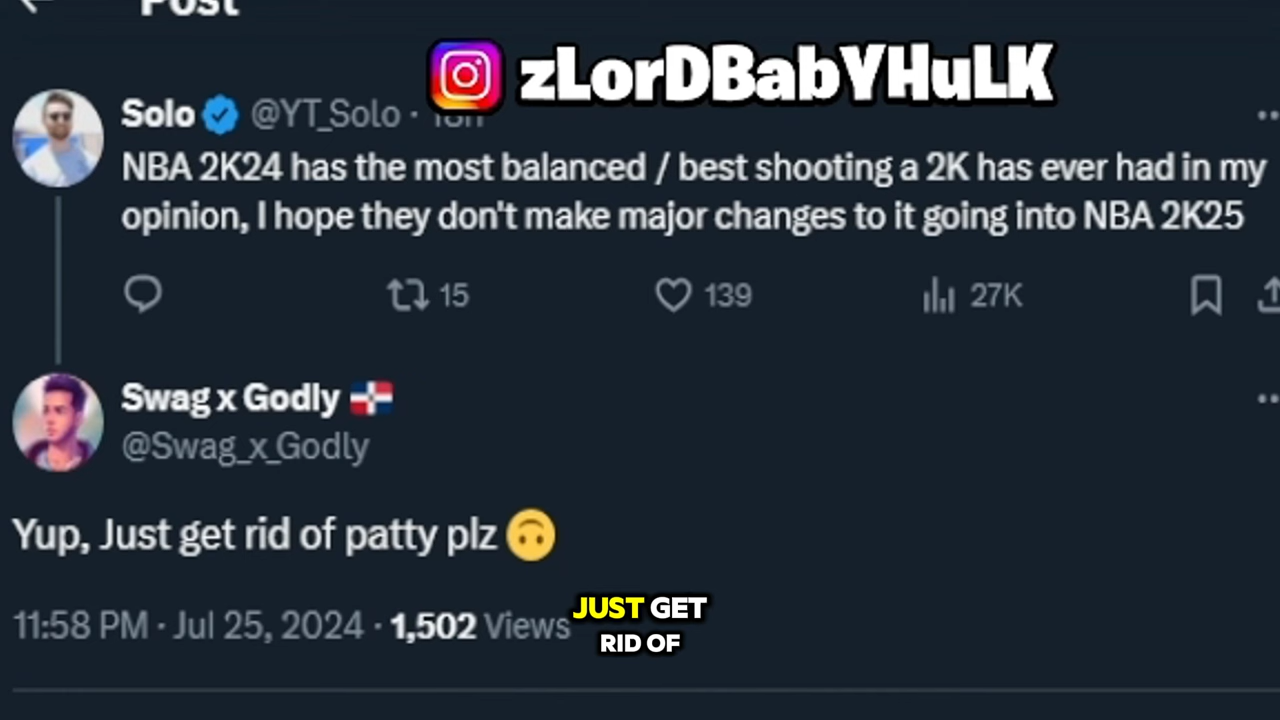 Post
zLorDBabYHuLK
Solo @YT_Solo · 18h
NBA 2K24 has the most balanced / best shooting a 2K has ever had in my
opinion, I hope they don't make major changes to it going into NBA 2K25
15 139 27K
Swag x Godly
@Swag_x_Godly
Yup, Just get rid of patty plz 🙃
11:58 PM · Jul 25, 2024 · 1,502 Views
JUST GET
RID OF